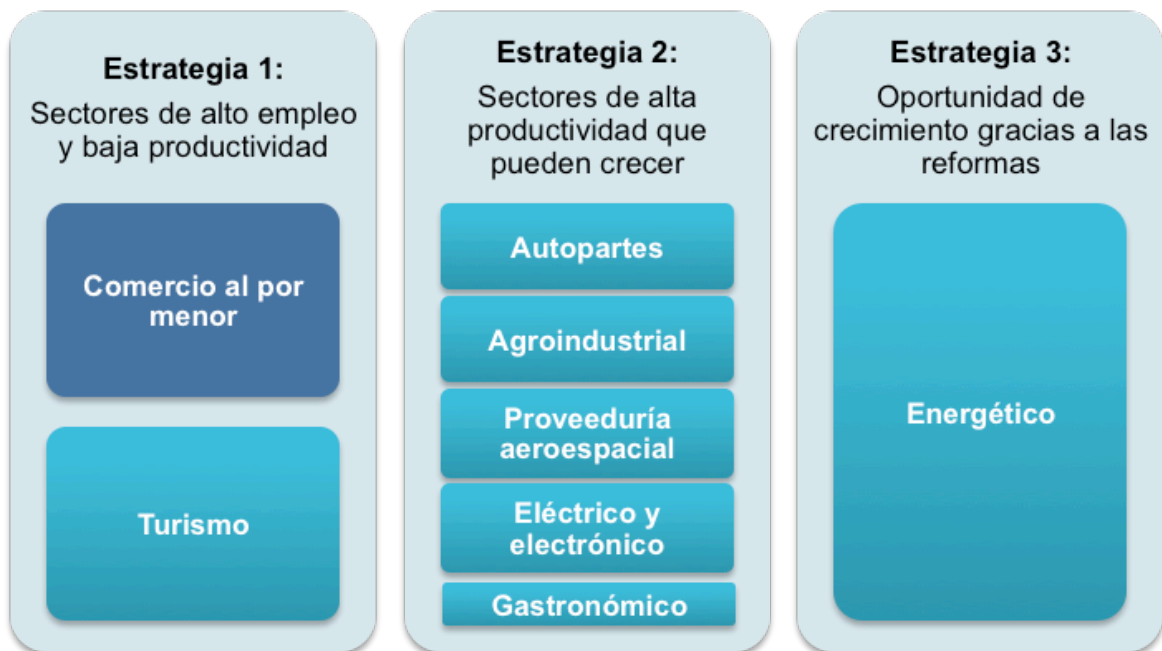 Estrategia 1:
Sectores de alto empleo
y baja productividad
Comercio al por
menor
Turismo
Estrategia 2:
Sectores de alta
productividad que
pueden crecer
Autopartes
Agroindustrial
Proveeduría
aeroespacial
Eléctrico y
electrónico
Gastronómico
Estrategia 3:
Oportunidad de
crecimiento gracias a las
reformas
Energético